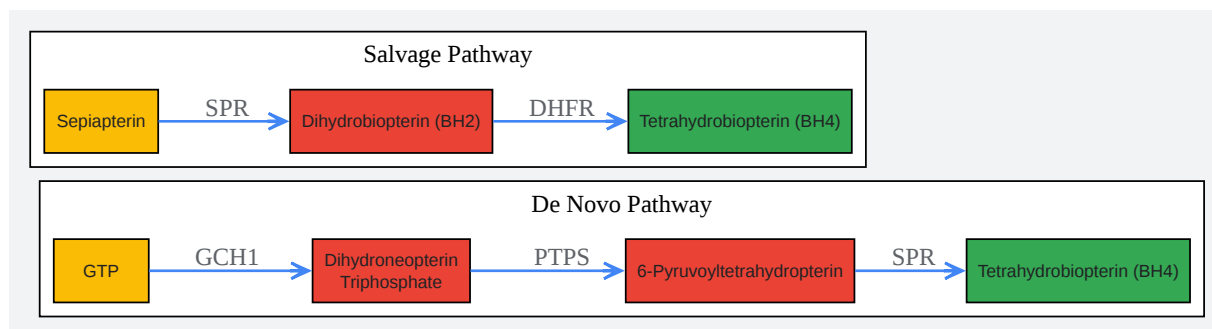 Salvage Pathway
Sepiapterin
SPR
Dihydrobiopterin (BH2)
DHFR
Tetrahydrobiopterin (BH4)
De Novo Pathway
GTP
GCH1
Dihydroneopterin
Triphosphate
PTPS
6-Pyruvoyltetrahydropterin
SPR
Tetrahydrobiopterin (BH4)